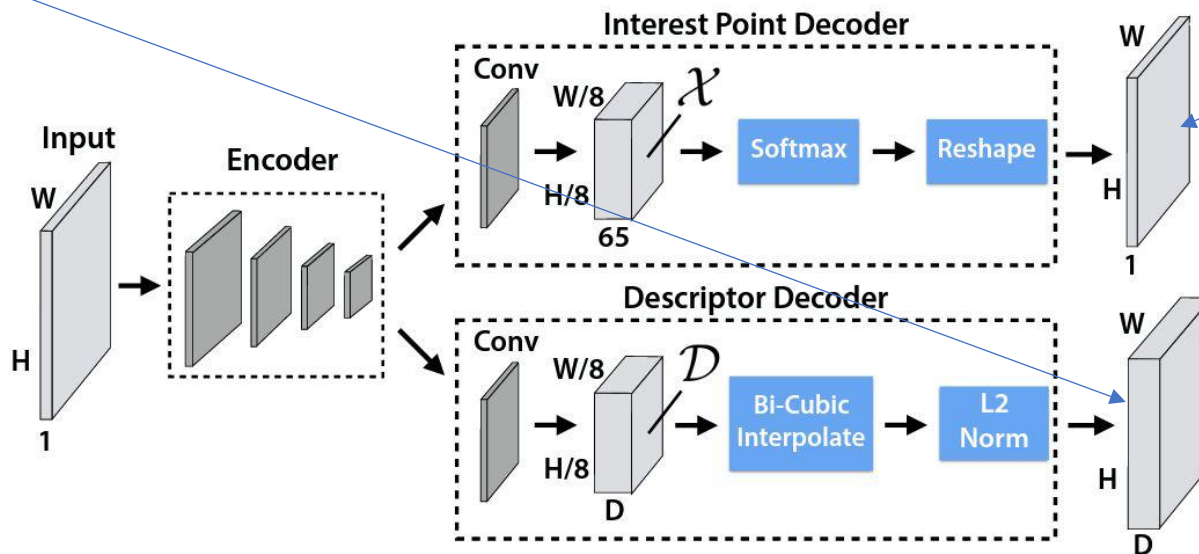 Input
W
H
1
Encoder
Interest Point Decoder
Conv
W/8
H/8
65
𝒳
Softmax
Reshape
W
H
1
Descriptor Decoder
Conv
W/8
H/8
D
𝒟
Bi-Cubic
Interpolate
L2
Norm
W
H
D